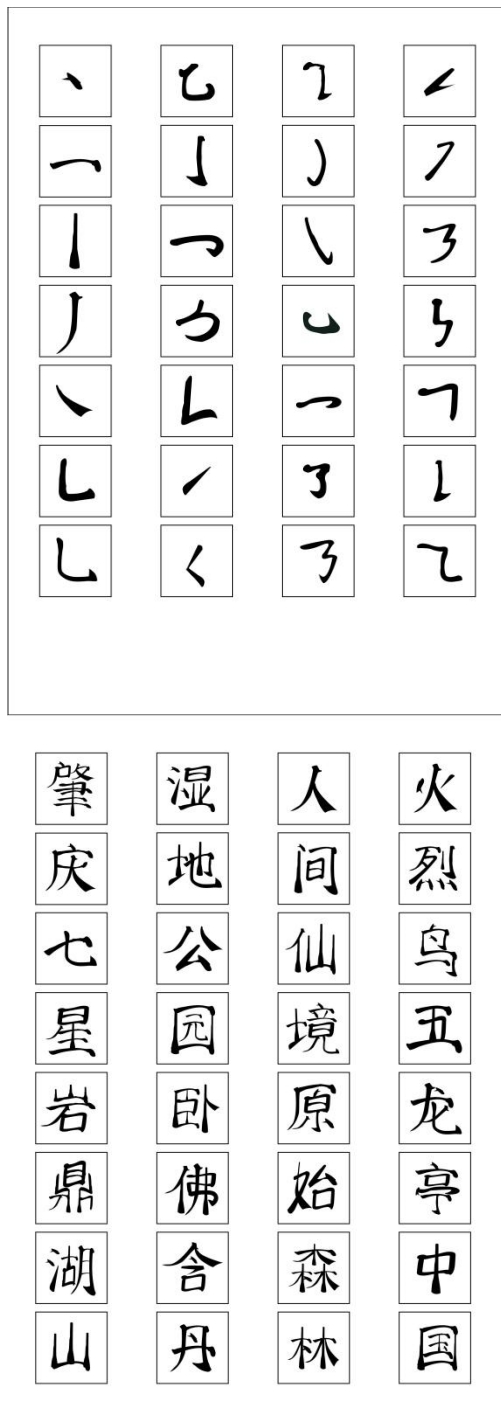 肇庆七星岩鼎湖山
湿地公园卧佛含丹
人间仙境原始森林
火烈鸟五龙亭中国